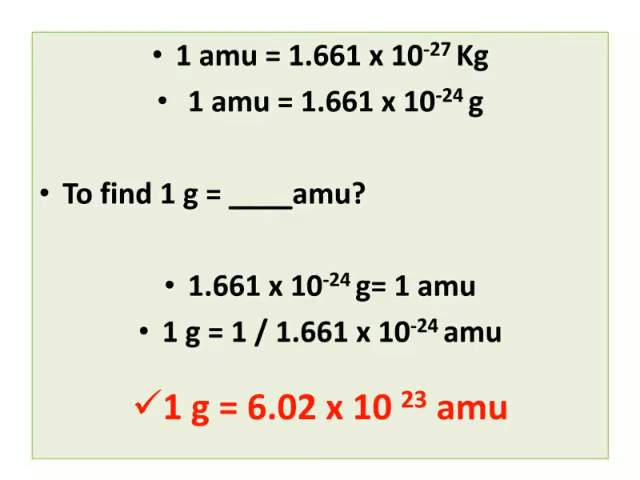 • 1 amu = 1.661 x 10⁻²⁷ Kg
• 1 amu = 1.661 x 10⁻²⁴ g
• To find 1 g = ____amu?
• 1.661 x 10⁻²⁴ g= 1 amu
• 1 g = 1 / 1.661 x 10⁻²⁴ amu
✓1 g = 6.02 x 10 ²³ amu